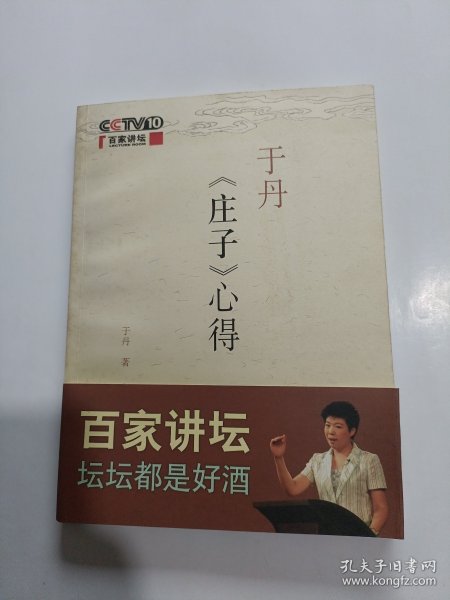 CCTV10
百家讲坛
LECTURE ROOM
于丹
《庄子》心得
于丹 著
百家讲坛
坛坛都是好酒
孔夫子旧书网
www.kongfz.com